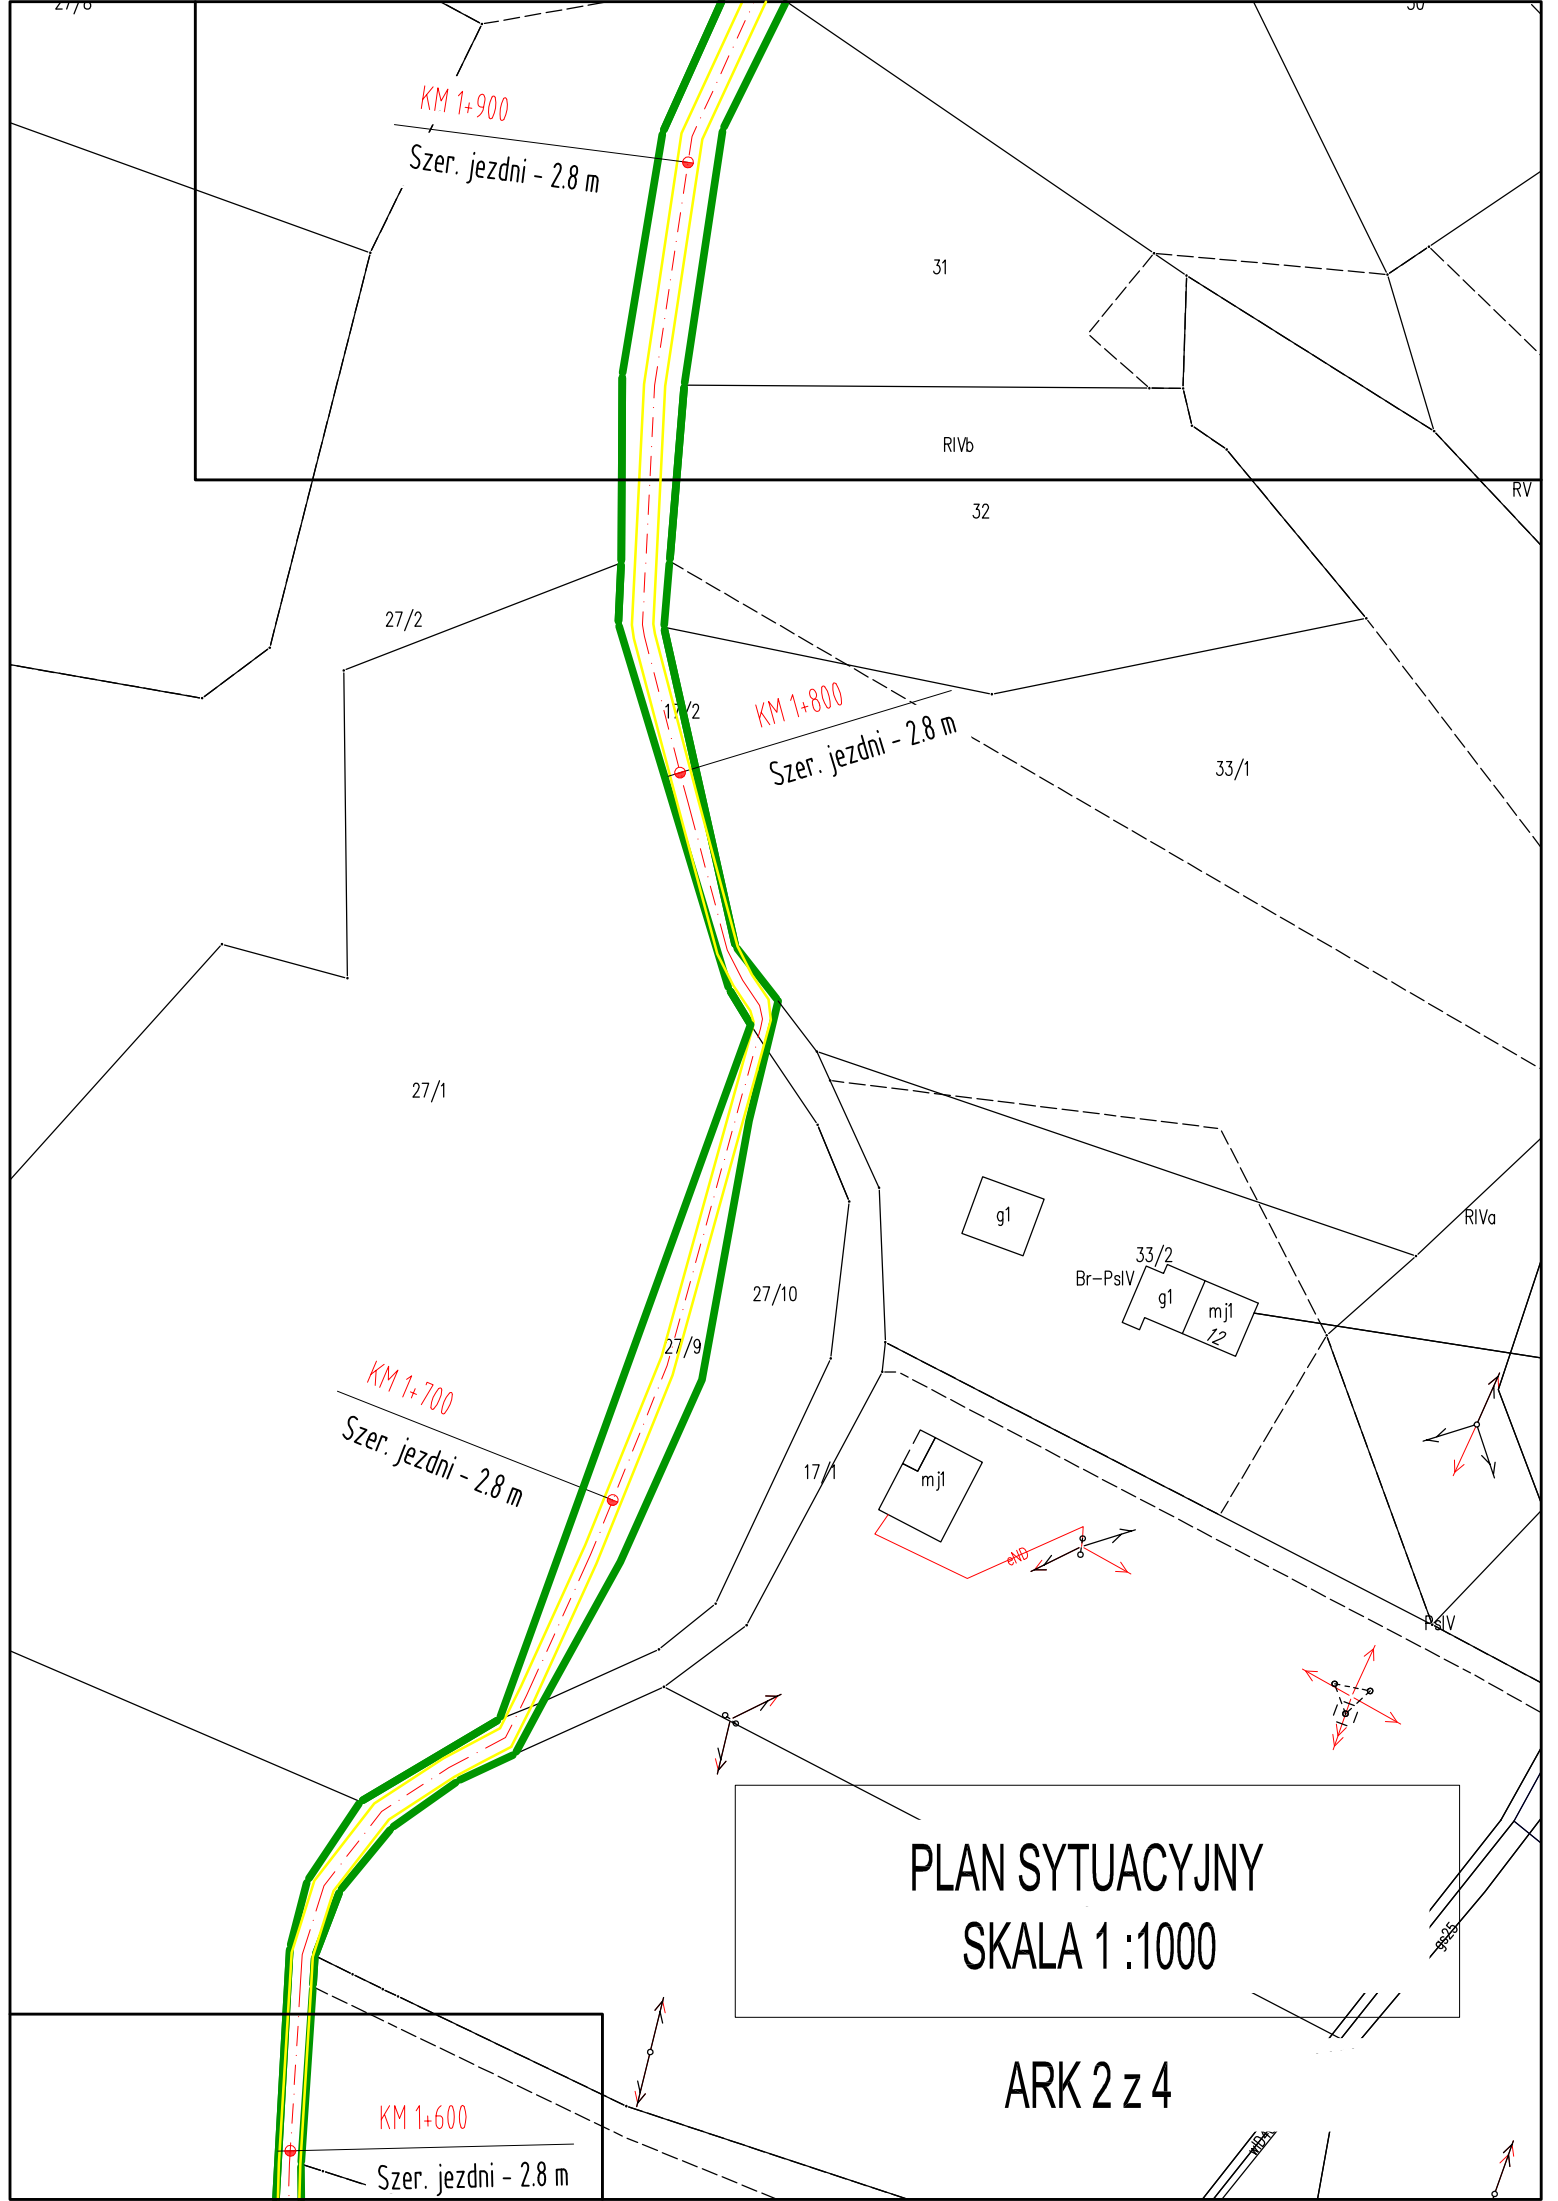 KM 1+900
Szer. jezdni - 2.8 m
31
RIVb
RV
32
27/2
17/2
KM 1+800
Szer. jezdni - 2.8 m
33/1
27/1
g1
RIVa
33/2
Br-PsIV
g1
mj1
12
27/10
27/9
KM 1+700
Szer. jezdni - 2.8 m
17/1
mj1
eND
PsIV
PLAN SYTUACYJNY
SKALA 1 :1000
gs25
ARK 2 z 4
KM 1+600
Szer. jezdni - 2.8 m